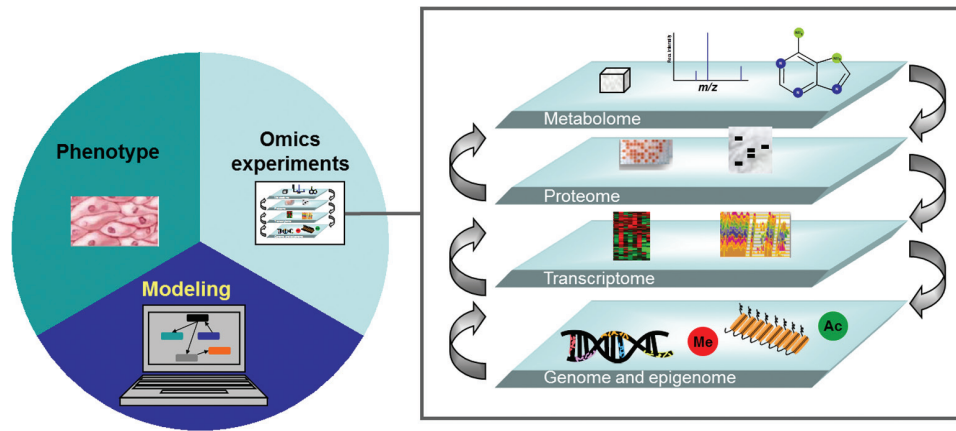 Phenotype
Omics
experiments
Modeling
m/z
Metabolome
Proteome
Transcriptome
Me
Ac
Genome and epigenome